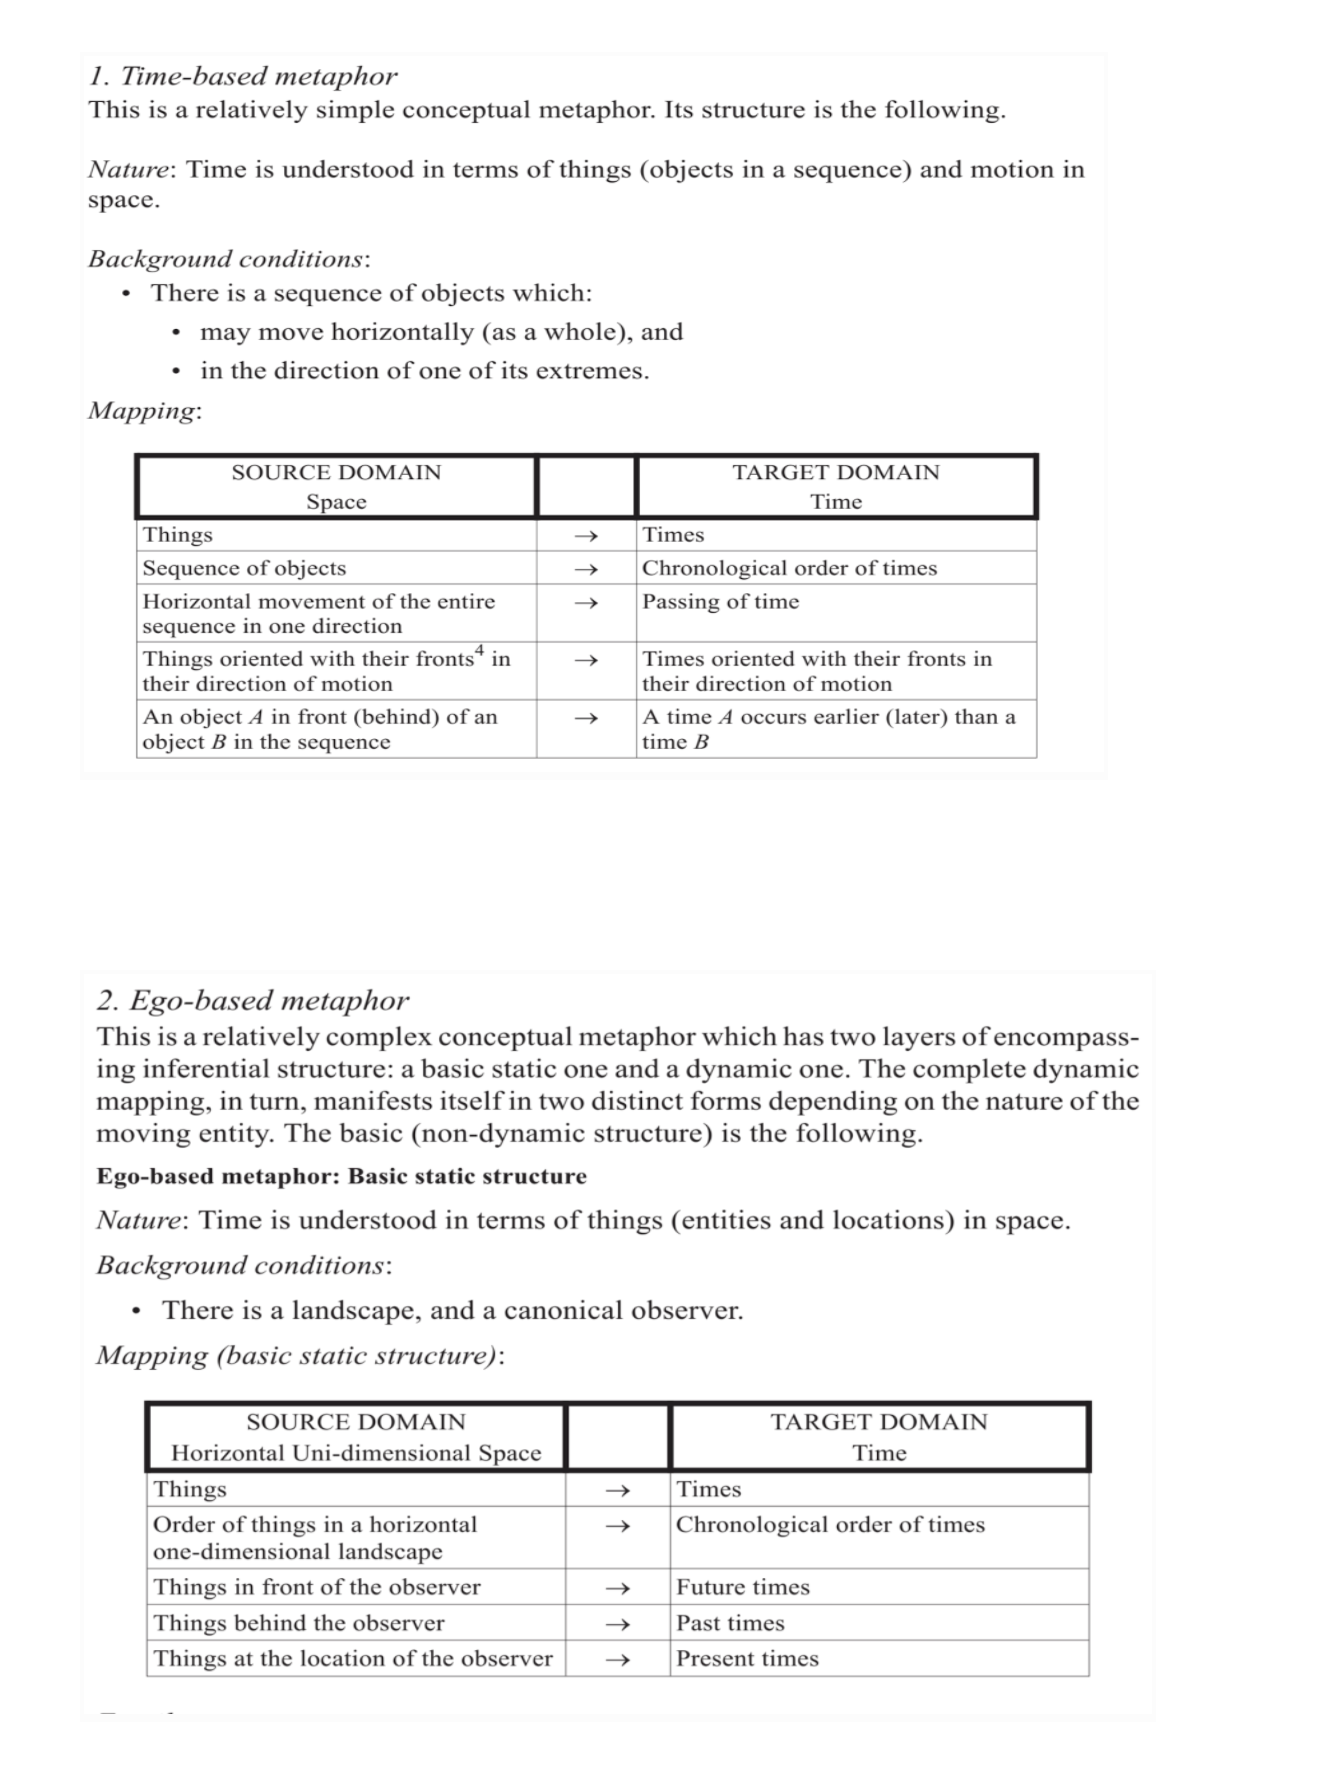 1. Time-based metaphor
This is a relatively simple conceptual metaphor. Its structure is the following.
Nature: Time is understood in terms of things (objects in a sequence) and motion in
space.
Background conditions:
• There is a sequence of objects which:
• may move horizontally (as a whole), and
• in the direction of one of its extremes.
Mapping:
SOURCE DOMAIN TARGET DOMAIN
Space Time
Things → Times
Sequence of objects → Chronological order of times
Horizontal movement of the entire → Passing of time
sequence in one direction
Things oriented with their fronts4 in → Times oriented with their fronts in
their direction of motion their direction of motion
An object A in front (behind) of an → A time A occurs earlier (later) than a
object B in the sequence time B
2. Ego-based metaphor
This is a relatively complex conceptual metaphor which has two layers of encompass-
ing inferential structure: a basic static one and a dynamic one. The complete dynamic
mapping, in turn, manifests itself in two distinct forms depending on the nature of the
moving entity. The basic (non-dynamic structure) is the following.
Ego-based metaphor: Basic static structure
Nature: Time is understood in terms of things (entities and locations) in space.
Background conditions:
• There is a landscape, and a canonical observer.
Mapping (basic static structure):
SOURCE DOMAIN TARGET DOMAIN
Horizontal Uni-dimensional Space Time
Things → Times
Order of things in a horizontal → Chronological order of times
one-dimensional landscape
Things in front of the observer → Future times
Things behind the observer → Past times
Things at the location of the observer → Present times